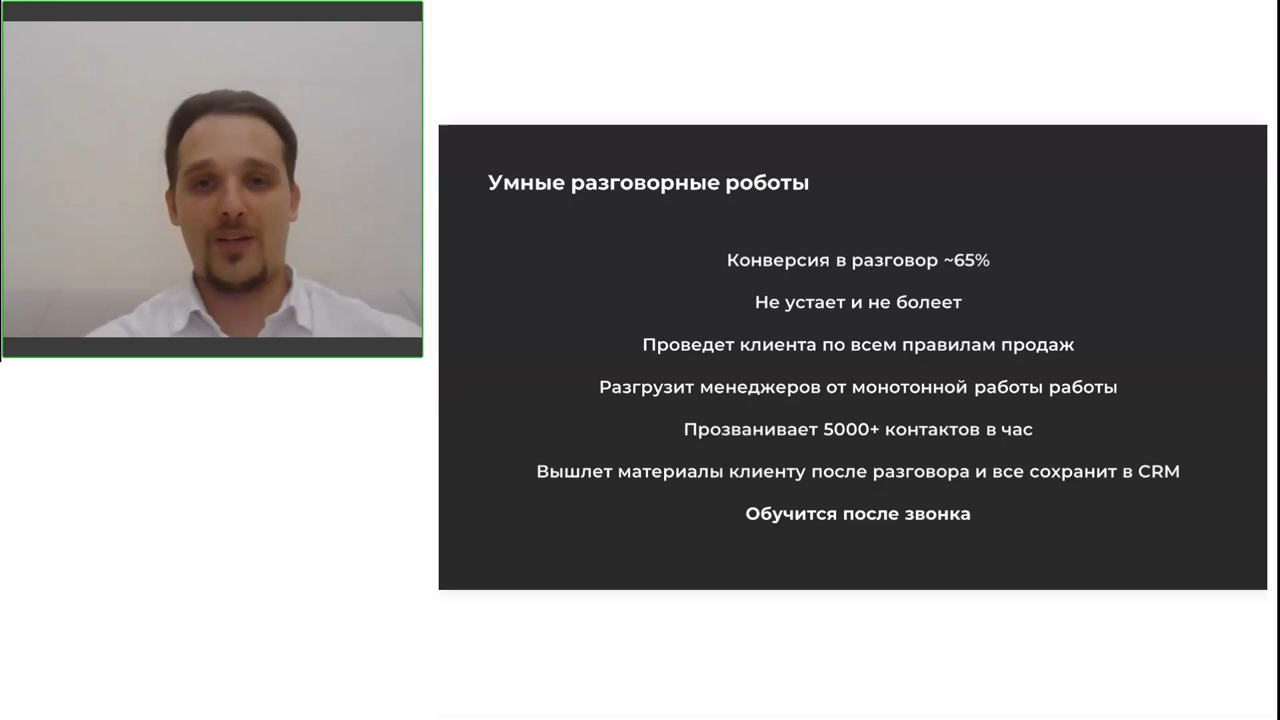 Умные разговорные роботы
Конверсия в разговор ~65%
Не устает и не болеет
Проведет клиента по всем правилам продаж
Разгрузит менеджеров от монотонной работы работы
Прозванивает 5000+ контактов в час
Вышлет материалы клиенту после разговора и все сохранит в CRM
Обучится после звонка